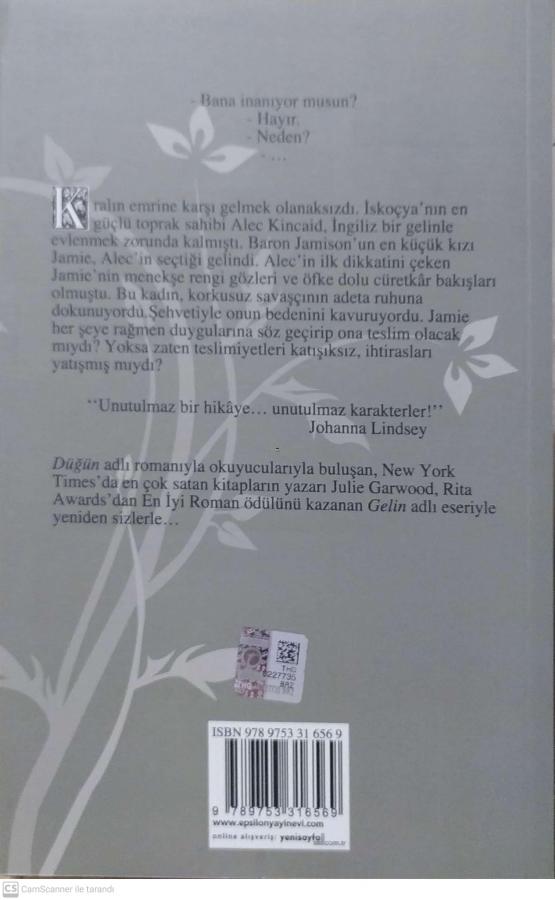 - Bana inanıyor musun?
- Hayır.
- Neden?
- ...
Kralın emrine karşı gelmek olanaksızdı. İskoçya'nın en
güçlü toprak sahibi Alec Kincaid, İngiliz bir gelinle
evlenmek zorunda kalmıştı. Baron Jamison'un en küçük kızı
Jamie, Alec'in seçtiği gelindi. Alec'in ilk dikkatini çeken
Jamie'nin menekşe rengi gözleri ve öfke dolu cüretkâr bakışları
olmuştu. Bu kadın, korkusuz savaşçının adeta ruhuna
dokunuyordu.Şehvetiyle onun bedenini kavuruyordu. Jamie
her şeye rağmen duygularına söz geçirip ona teslim olacak
mıydı? Yoksa zaten teslimiyetleri katışıksız, ihtirasları
yatışmış mıydı?
"Unutulmaz bir hikâye... unutulmaz karakterler!"
Johanna Lindsey
Düğün adlı romanıyla okuyucularıyla buluşan, New York
Times'da en çok satan kitapların yazarı Julie Garwood, Rita
Awards'dan En İyi Roman ödülünü kazanan Gelin adlı eseriyle
yeniden sizlerle...
THG
0227735
ISBN 978 9753 31 656 9
9 789753 316569
www.epsilonyayinevi.com
online alışveriş: yenisayfa.com.tr
CS CamScanner ile tarandı